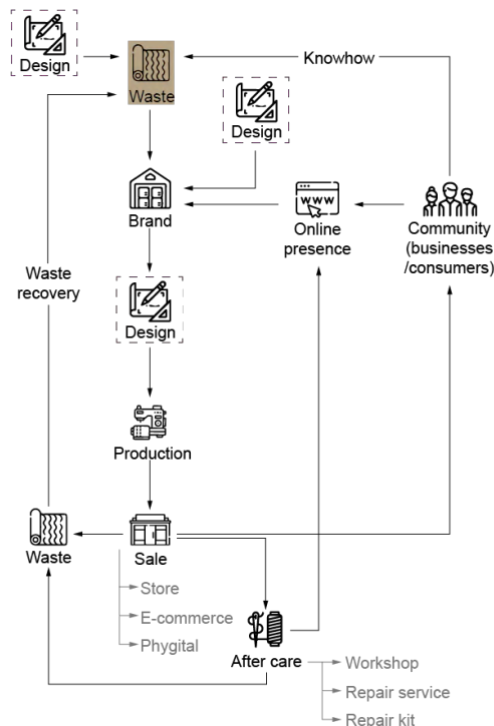 Design
Knowhow
Waste
Design
Brand
WWW
Online
presence
Community
(businesses
/consumers)
Waste
recovery
Design
Production
Waste
Sale
Store
E-commerce
Phygital
After care
Workshop
Repair service
Repair kit